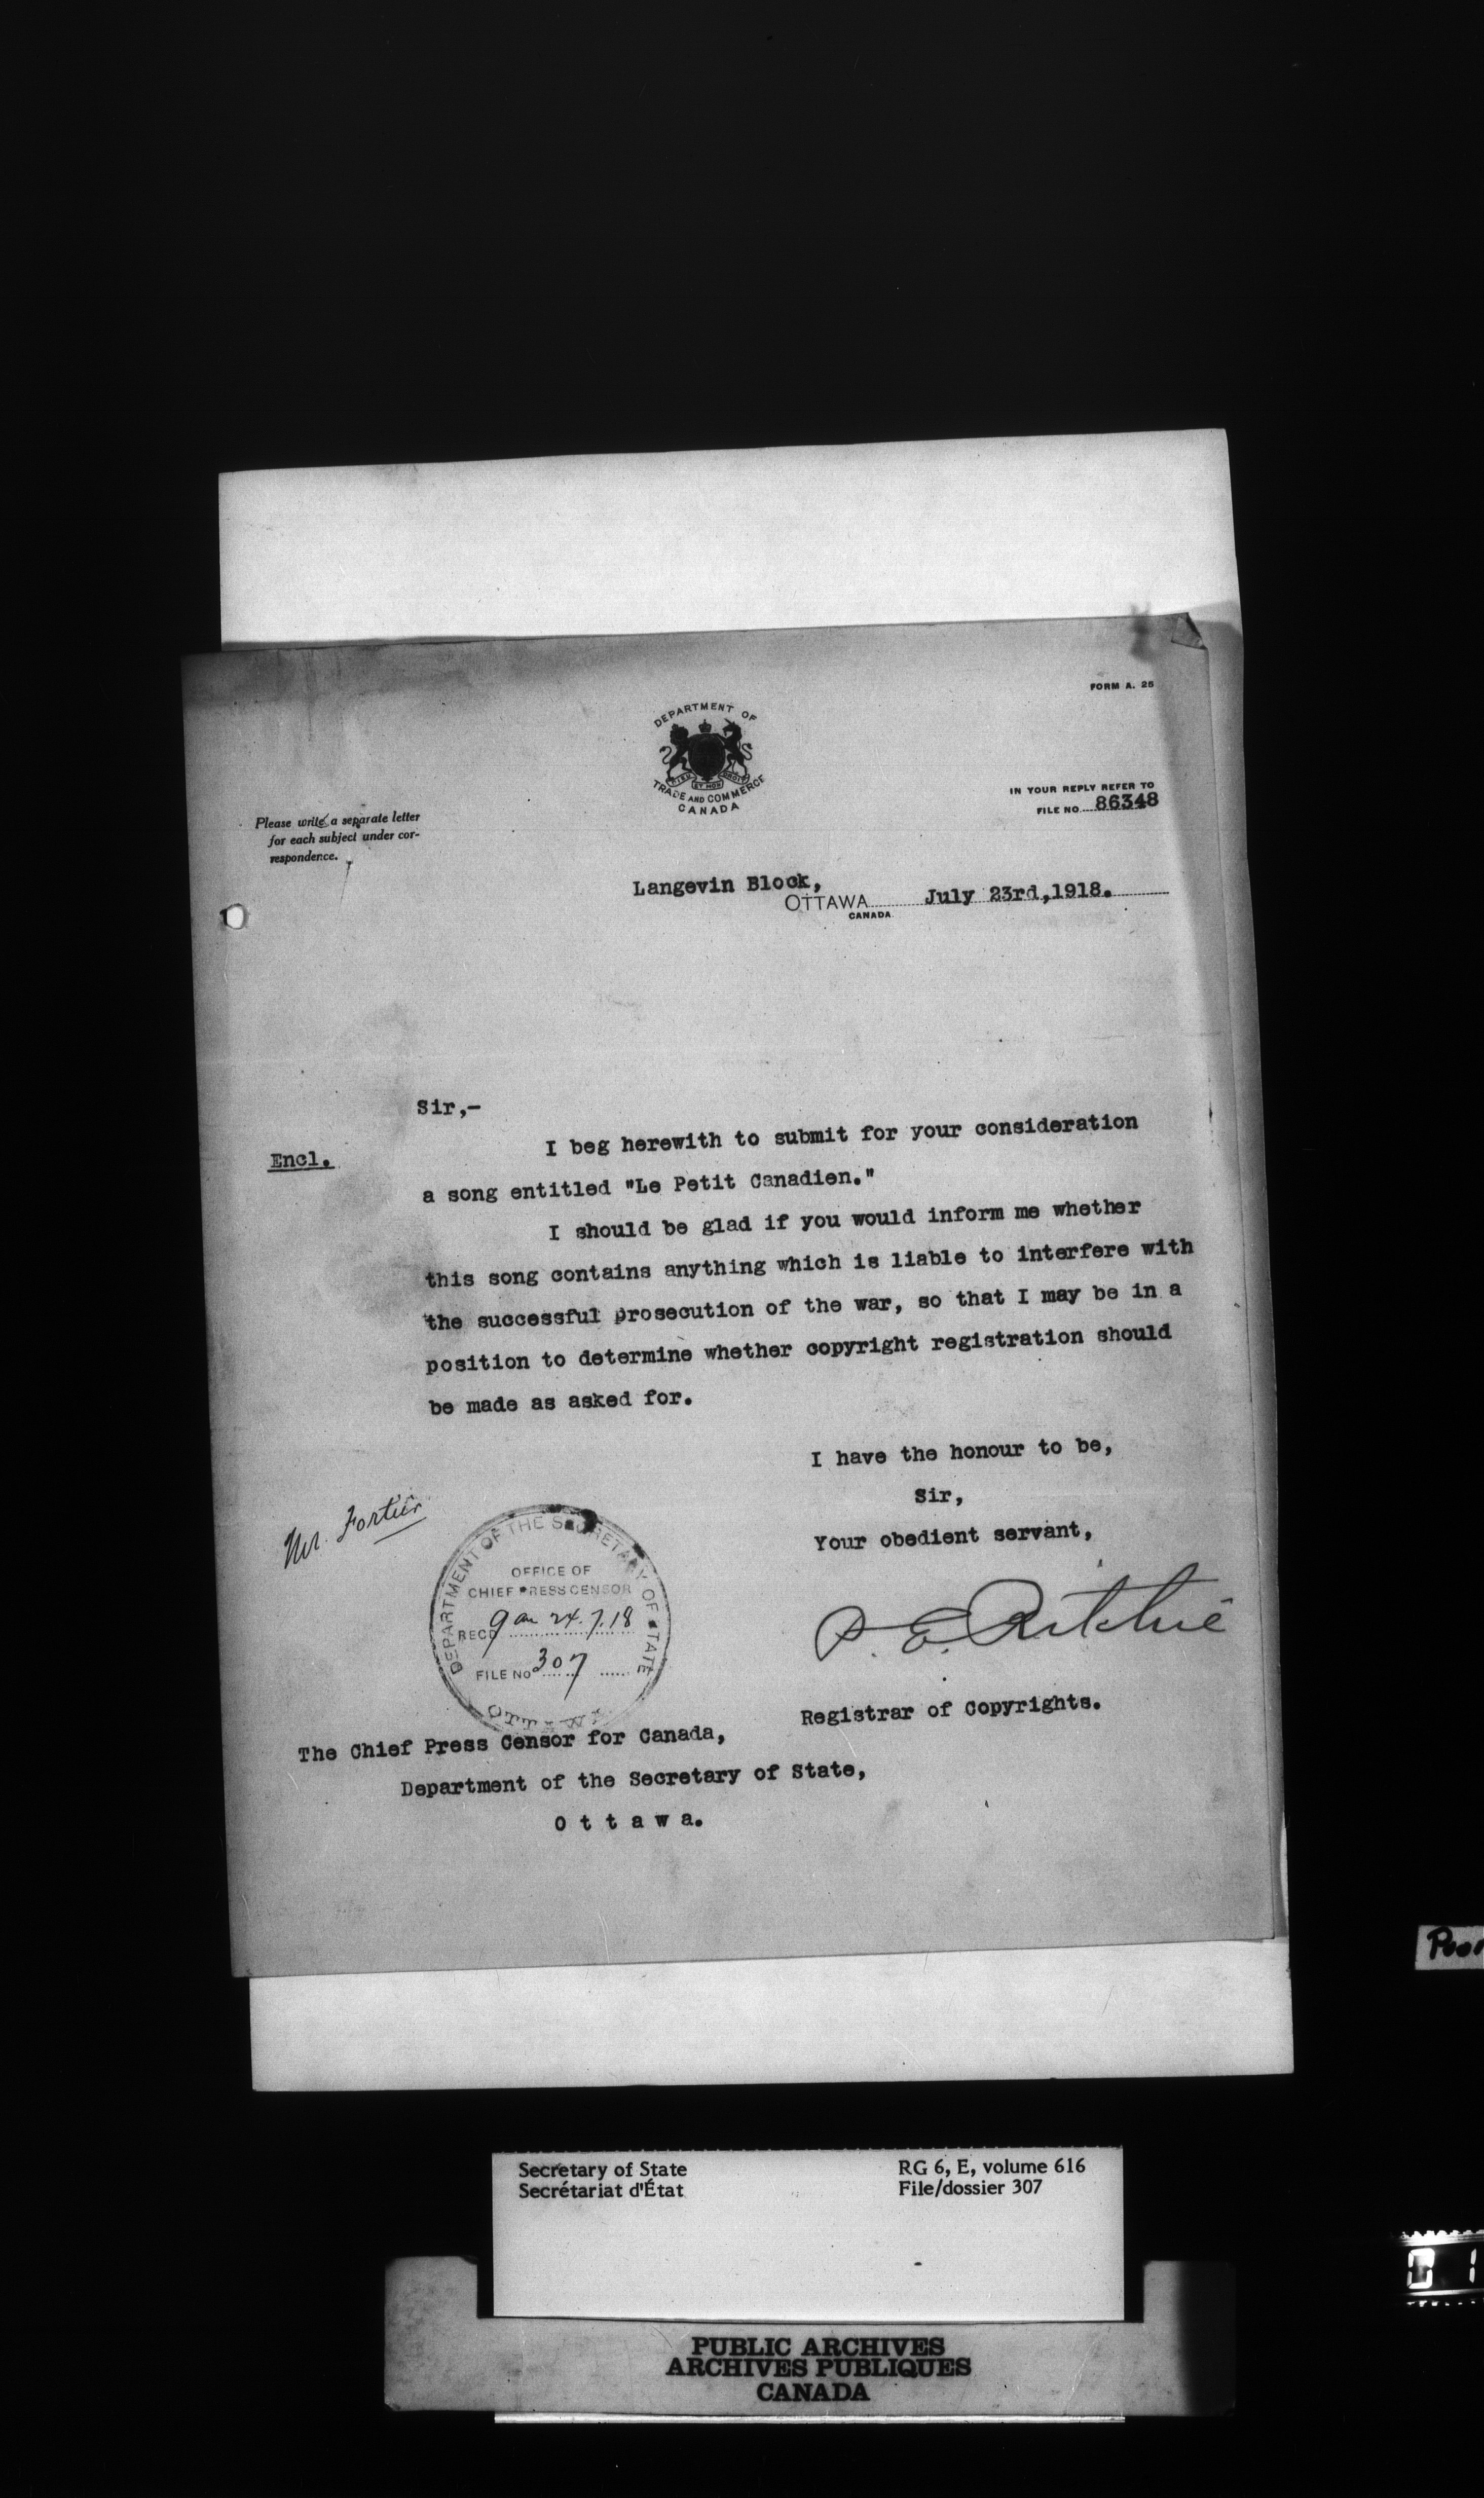 FORM A. 25
DEPARTMENT OF
TRADE AND COMMERCE
CANADA
IN YOUR REPLY REFER TO
FILE NO. 86348
Please write a separate letter
for each subject under cor-
respondence.
Langevin Block,
OTTAWA July 23rd, 1918.
CANADA
Sir,-
Encl.
I beg herewith to submit for your consideration
a song entitled "Le Petit Canadien."
I should be glad if you would inform me whether
this song contains anything which is liable to interfere with
the successful prosecution of the war, so that I may be in a
position to determine whether copyright registration should
be made as asked for.
I have the honour to be,
Sir,
Your obedient servant,
Mr. Fortier
DEPARTMENT OF THE SECRETARY OF STATE
OFFICE OF
CHIEF PRESS CENSOR
RECD 9 am 24.7.18
FILE NO 307
OTTAWA
P. E. Ritchie
Registrar of Copyrights.
The Chief Press Censor for Canada,
Department of the Secretary of State,
O t t a w a.
Poor
Secretary of State
Secrétariat d'État
RG 6, E, volume 616
File/dossier 307
PUBLIC ARCHIVES
ARCHIVES PUBLIQUES
CANADA